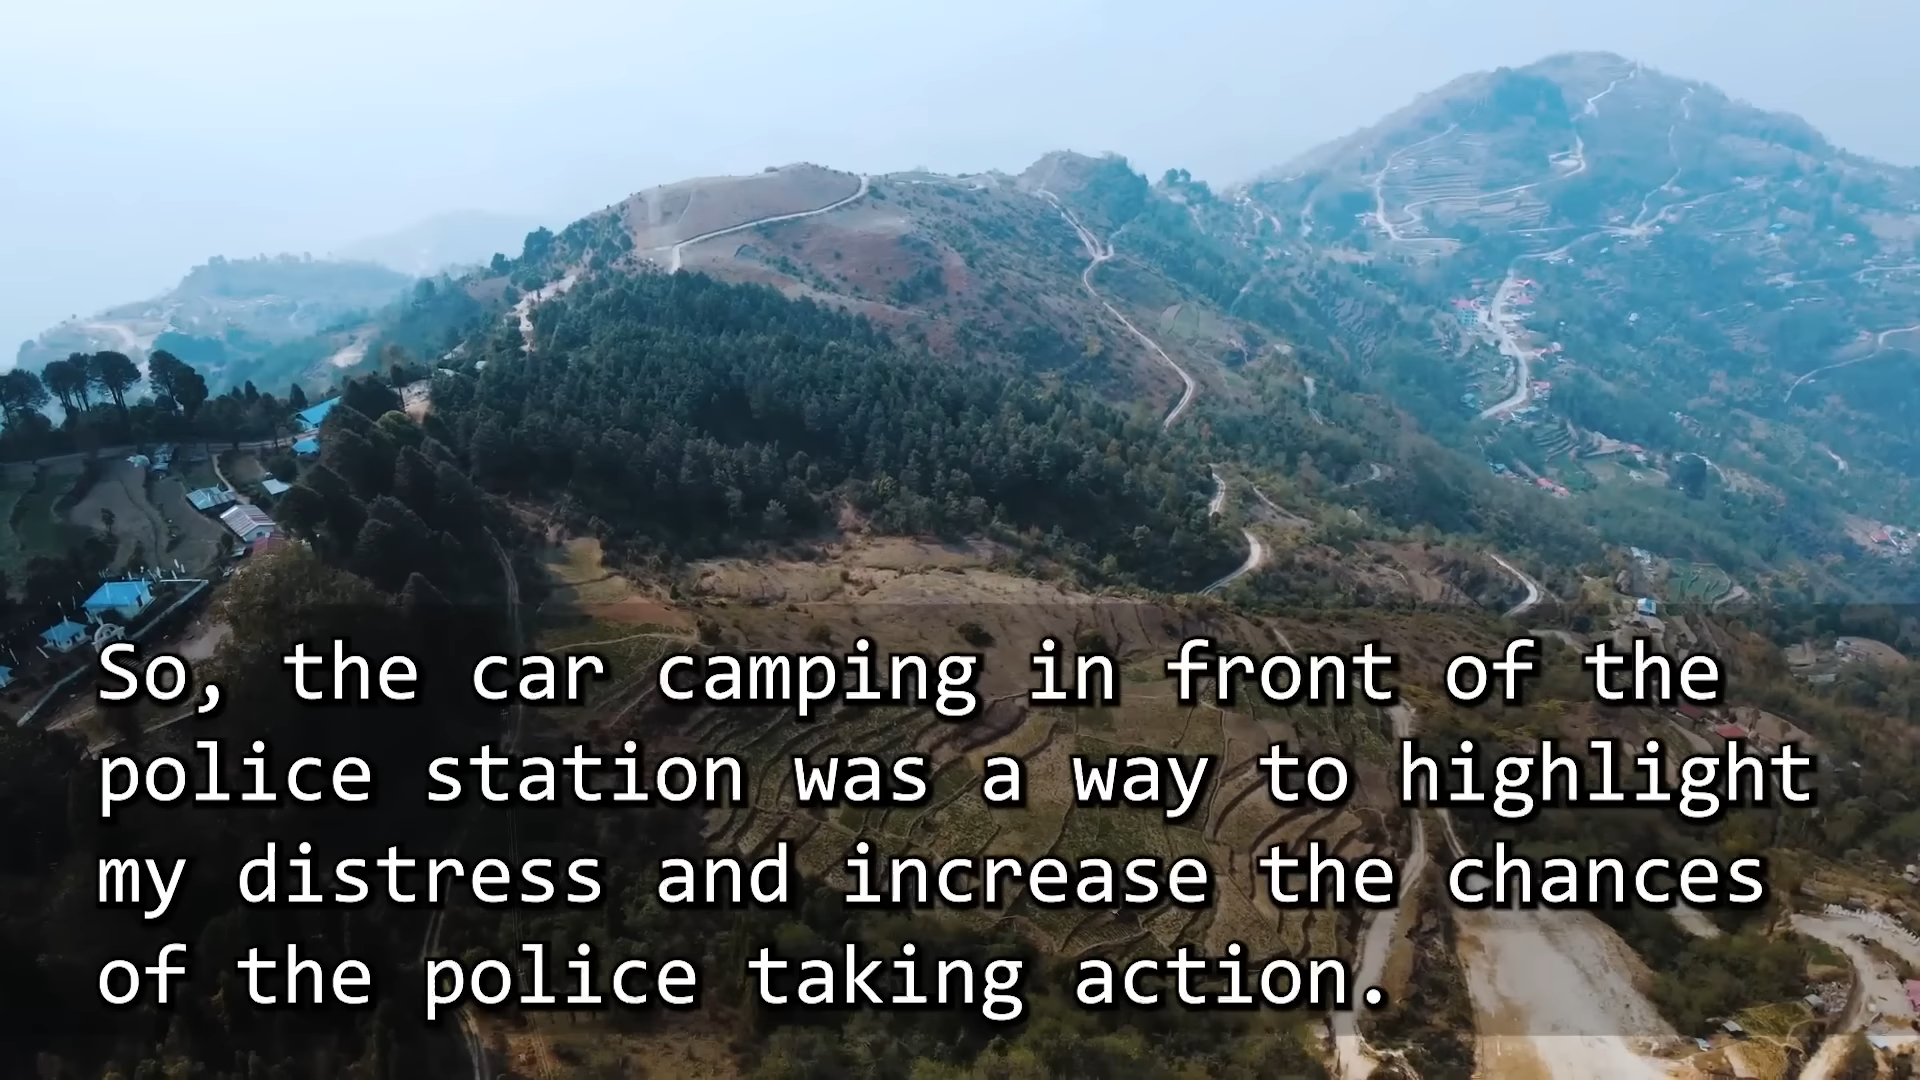 So, the car camping in front of the
police station was a way to highlight
my distress and increase the chances
of the police taking action.